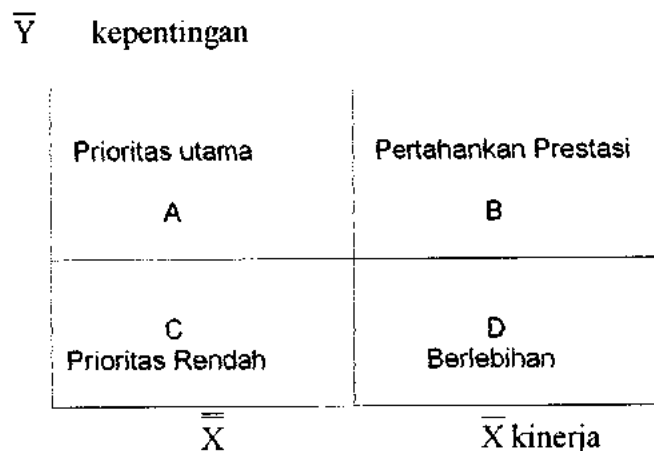 Y̅ kepentingan
Prioritas utama
Pertahankan Prestasi
A
B
C
D
Prioritas Rendah
Berlebihan
X̿
X̅ kinerja